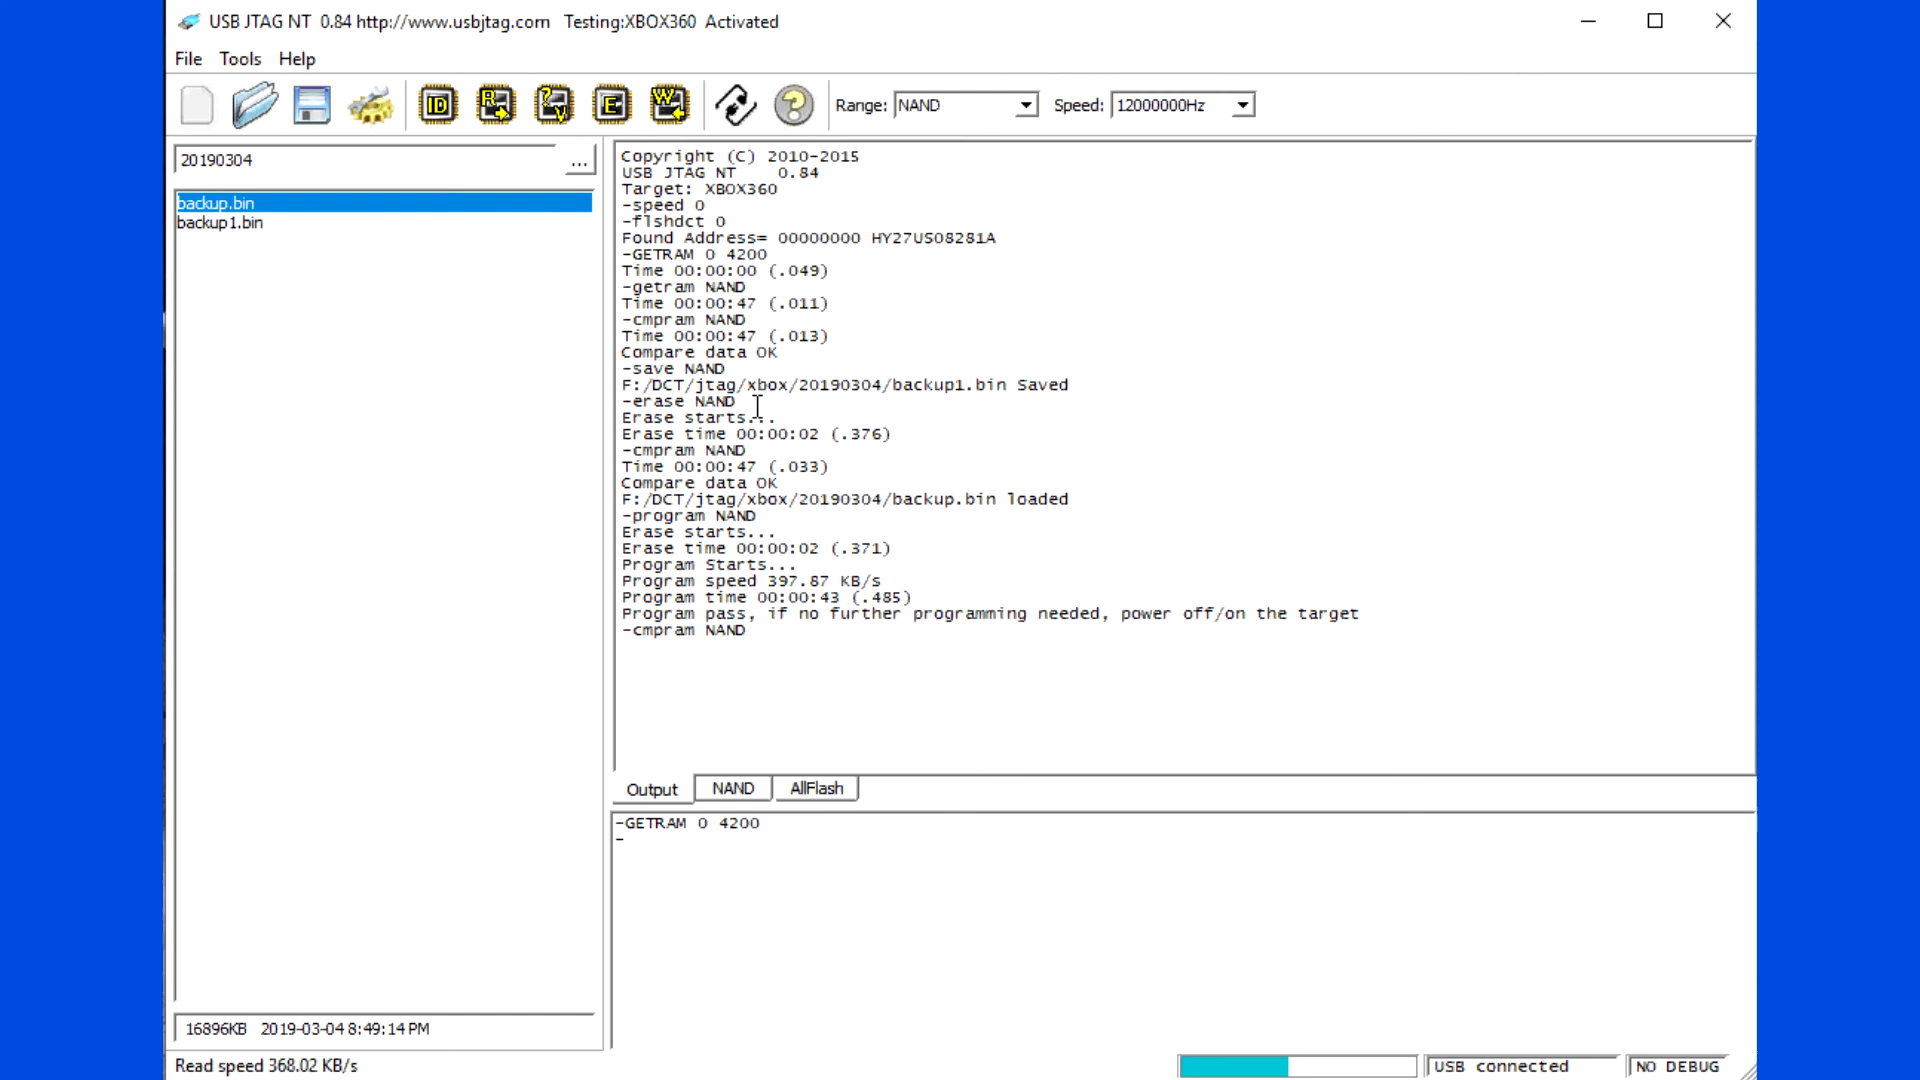 USB JTAG NT  0.84 http://www.usbjtag.com   Testing:XBOX360  Activated
File Tools Help
ID R ? V E W ? Range: NAND Speed: 12000000Hz
20190304 ...
backup.bin
backup1.bin
16896KB 2019-03-04 8:49:14 PM
Copyright (C) 2010-2015
USB JTAG NT    0.84
Target: XBOX360
-speed 0
-flshdct 0
Found Address= 00000000 HY27US08281A
-GETRAM 0 4200
Time 00:00:00 (.049)
-getram NAND
Time 00:00:47 (.011)
-cmpram NAND
Time 00:00:47 (.013)
Compare data OK
-save NAND
F:/DCT/jtag/xbox/20190304/backup1.bin Saved
-erase NAND
Erase starts...
Erase time 00:00:02 (.376)
-cmpram NAND
Time 00:00:47 (.033)
Compare data OK
F:/DCT/jtag/xbox/20190304/backup.bin loaded
-program NAND
Erase starts...
Erase time 00:00:02 (.371)
Program Starts...
Program speed 397.87 KB/s
Program time 00:00:43 (.485)
Program pass, if no further programming needed, power off/on the target
-cmpram NAND
Output NAND AllFlash
-GETRAM 0 4200
-
Read speed 368.02 KB/s USB connected NO DEBUG